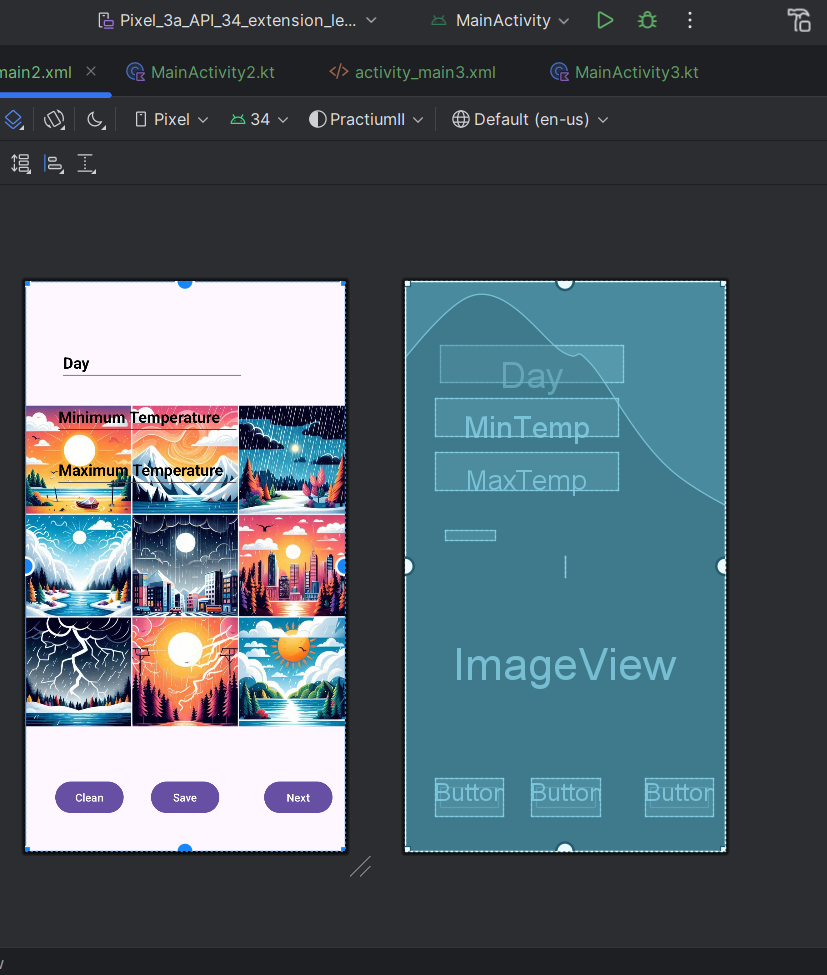 Pixel_3a_API_34_extension_le... MainActivity
main2.xml MainActivity2.kt activity_main3.xml MainActivity3.kt
Pixel 34 PractiumII Default (en-us)
Day
Minimum Temperature
Maximum Temperature
Clean Save Next
Day
MinTemp
MaxTemp
ImageView
Button Button Button